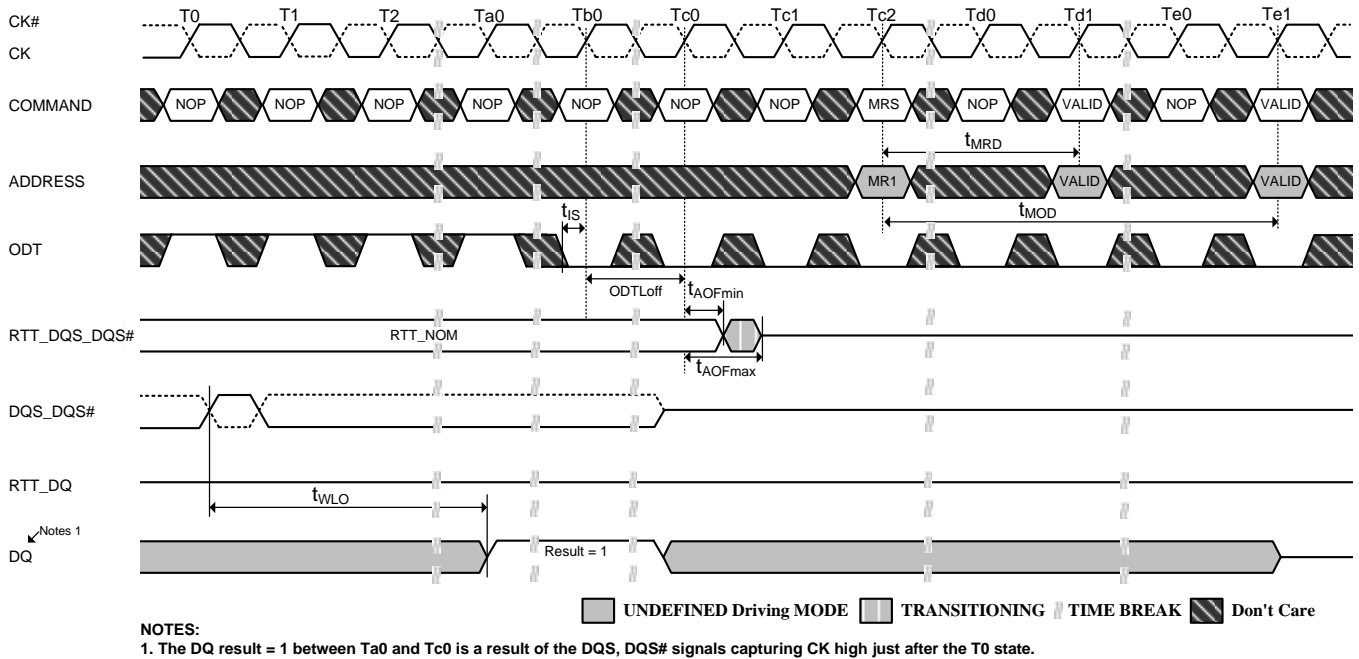 T0 T1 T2 Ta0 Tb0 Tc0 Tc1 Tc2 Td0 Td1 Te0 Te1
CK#
CK
COMMAND NOP NOP NOP NOP NOP NOP NOP MRS NOP VALID NOP VALID
tMRD
ADDRESS MR1 VALID VALID
tIS tMOD
ODT
ODTLoff tAOFmin
RTT_DQS_DQS# RTT_NOM
tAOFmax
DQS_DQS#
RTT_DQ
tWLO
Notes 1
DQ Result = 1
UNDEFINED Driving MODE TRANSITIONING TIME BREAK Don't Care
NOTES:
1. The DQ result = 1 between Ta0 and Tc0 is a result of the DQS, DQS# signals capturing CK high just after the T0 state.